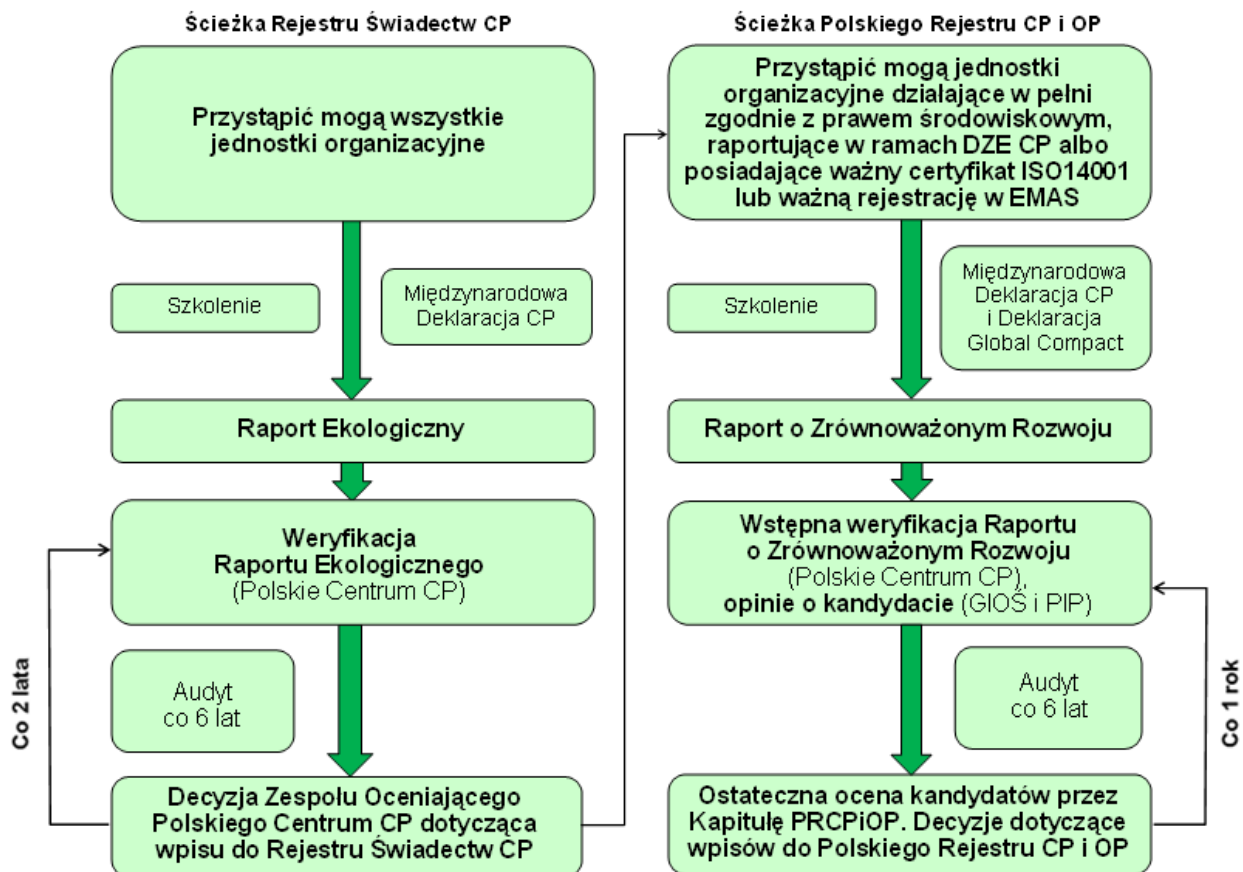 Ścieżka Rejestru Świadectw CP
Przystąpić mogą wszystkie
jednostki organizacyjne
Szkolenie
Międzynarodowa
Deklaracja CP
Raport Ekologiczny
Weryfikacja
Raportu Ekologicznego
(Polskie Centrum CP)
Audyt
co 6 lat
Co 2 lata
Decyzja Zespołu Oceniającego
Polskiego Centrum CP dotycząca
wpisu do Rejestru Świadectw CP
Ścieżka Polskiego Rejestru CP i OP
Przystąpić mogą jednostki
organizacyjne działające w pełni
zgodnie z prawem środowiskowym,
raportujące w ramach DZE CP albo
posiadające ważny certyfikat ISO14001
lub ważną rejestrację w EMAS
Szkolenie
Międzynarodowa
Deklaracja CP
i Deklaracja
Global Compact
Raport o Zrównoważonym Rozwoju
Wstępna weryfikacja Raportu
o Zrównoważonym Rozwoju
(Polskie Centrum CP),
opinie o kandydacie (GIOŚ i PIP)
Audyt
co 6 lat
Co 1 rok
Ostateczna ocena kandydatów przez
Kapitułę PRCPiOP. Decyzje dotyczące
wpisów do Polskiego Rejestru CP i OP